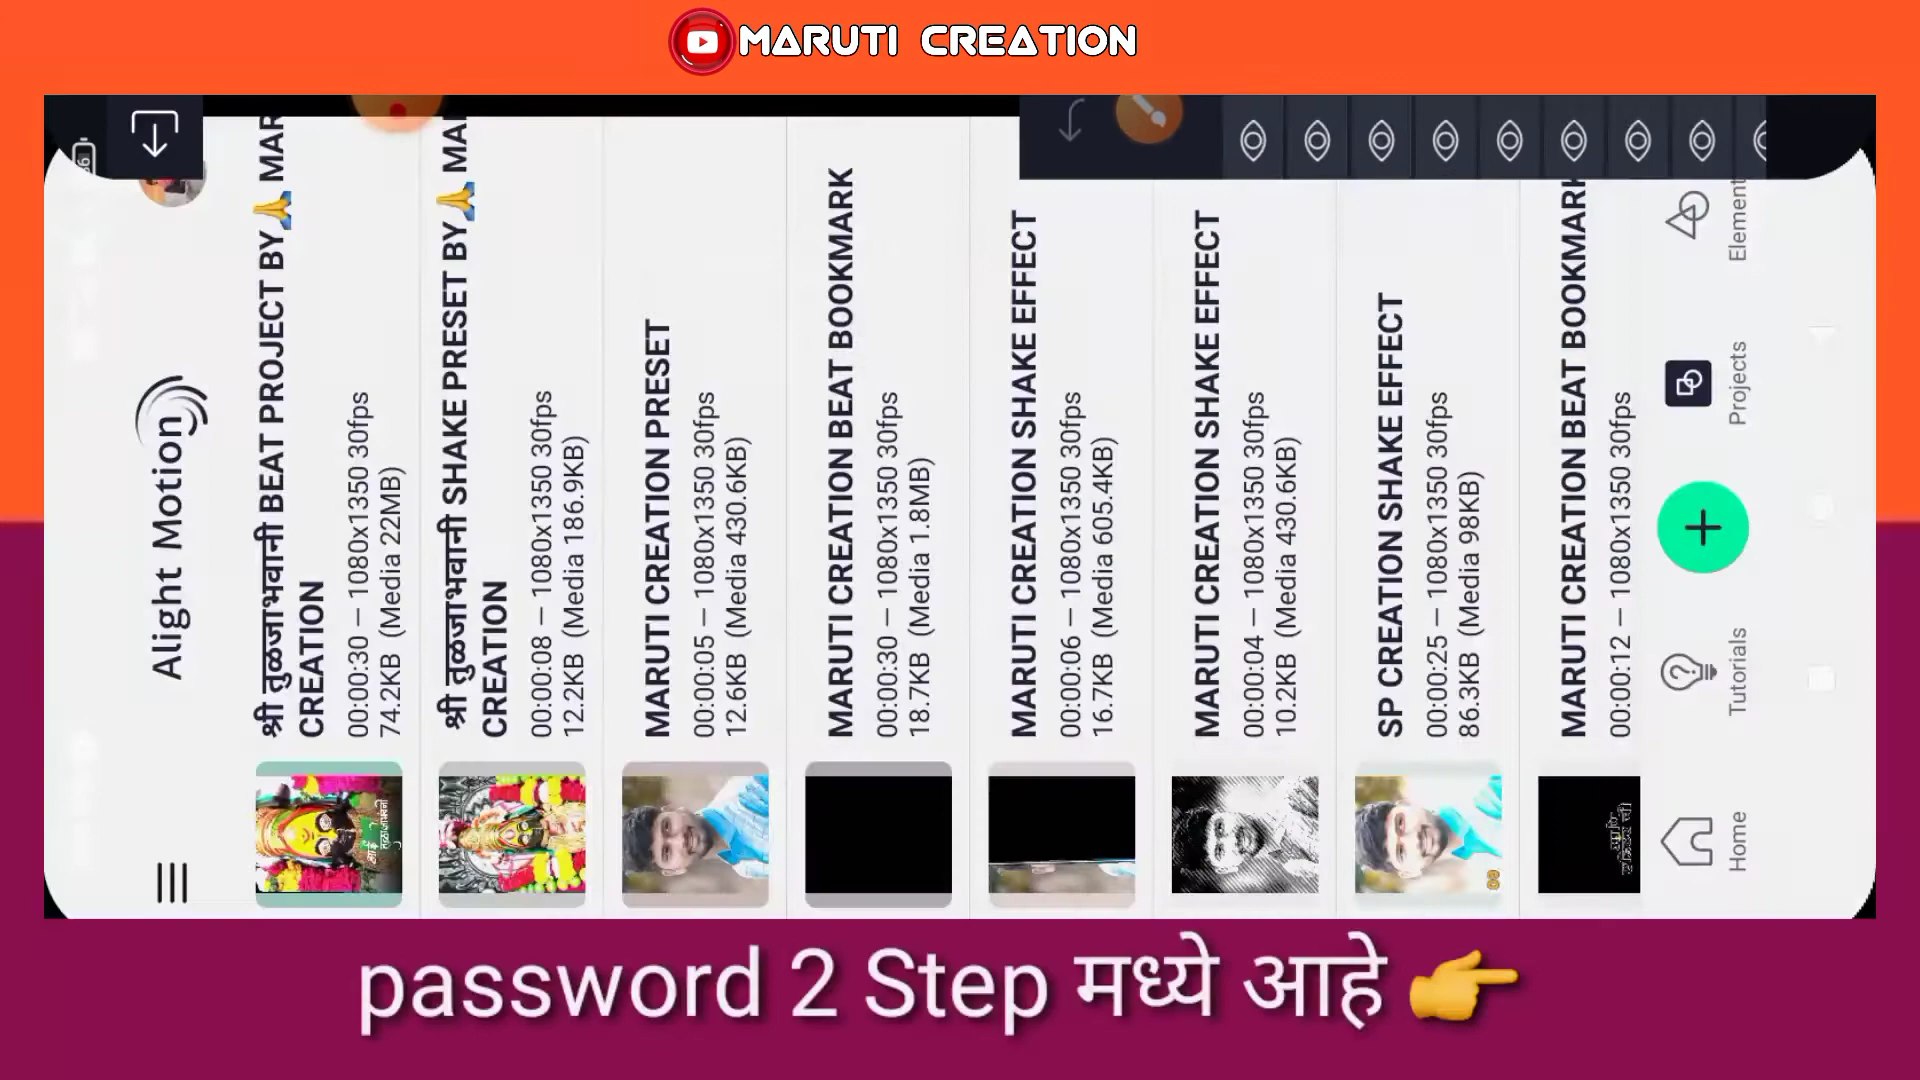 MARUTI CREATION
Alight Motion
श्री तुळजाभवानी BEAT PROJECT BY🙏 MAR
CREATION
00:00:30 – 1080x1350 30fps
74.2KB (Media 22MB)
श्री तुळजाभवानी SHAKE PRESET BY🙏 MA
CREATION
00:00:08 – 1080x1350 30fps
12.2KB (Media 186.9KB)
MARUTI CREATION PRESET
00:00:05 – 1080x1350 30fps
12.6KB (Media 430.6KB)
MARUTI CREATION BEAT BOOKMARK
00:00:30 – 1080x1350 30fps
18.7KB (Media 1.8MB)
MARUTI CREATION SHAKE EFFECT
00:00:06 – 1080x1350 30fps
16.7KB (Media 605.4KB)
MARUTI CREATION SHAKE EFFECT
00:00:04 – 1080x1350 30fps
10.2KB (Media 430.6KB)
SP CREATION SHAKE EFFECT
00:00:25 – 1080x1350 30fps
86.3KB (Media 98KB)
MARUTI CREATION BEAT BOOKMARK
00:00:12 – 1080x1350 30fps
Home
Tutorials
Projects
Element
password 2 Step मध्ये आहे 👉